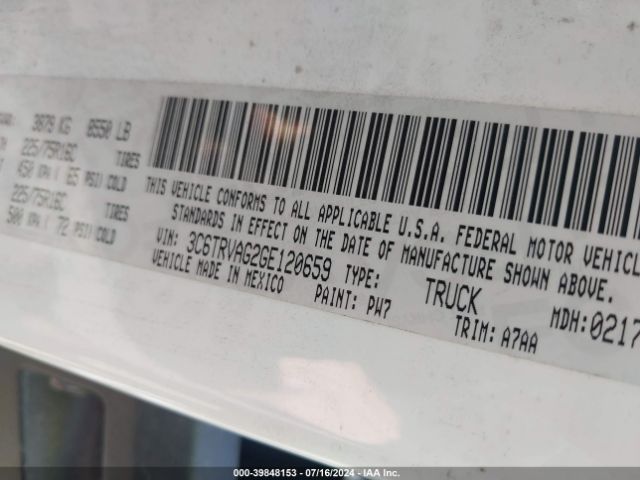 3879 KG 8550 LB
225/75R16C TIRES
450 KPA/ 65 PSI/COLD
225/75R16C TIRES
500 KPA/ 72 PSI/COLD
THIS VEHICLE CONFORMS TO ALL APPLICABLE U.S.A. FEDERAL MOTOR VEHICL
STANDARDS IN EFFECT ON THE DATE OF MANUFACTURE SHOWN ABOVE.
VIN: 3C6TRVAG2GE120659 TYPE: TRUCK MDH:0217
VEHICLE MADE IN MEXICO PAINT: PW7 TRIM: A7AA
000-39848153 - 07/16/2024 - IAA Inc.